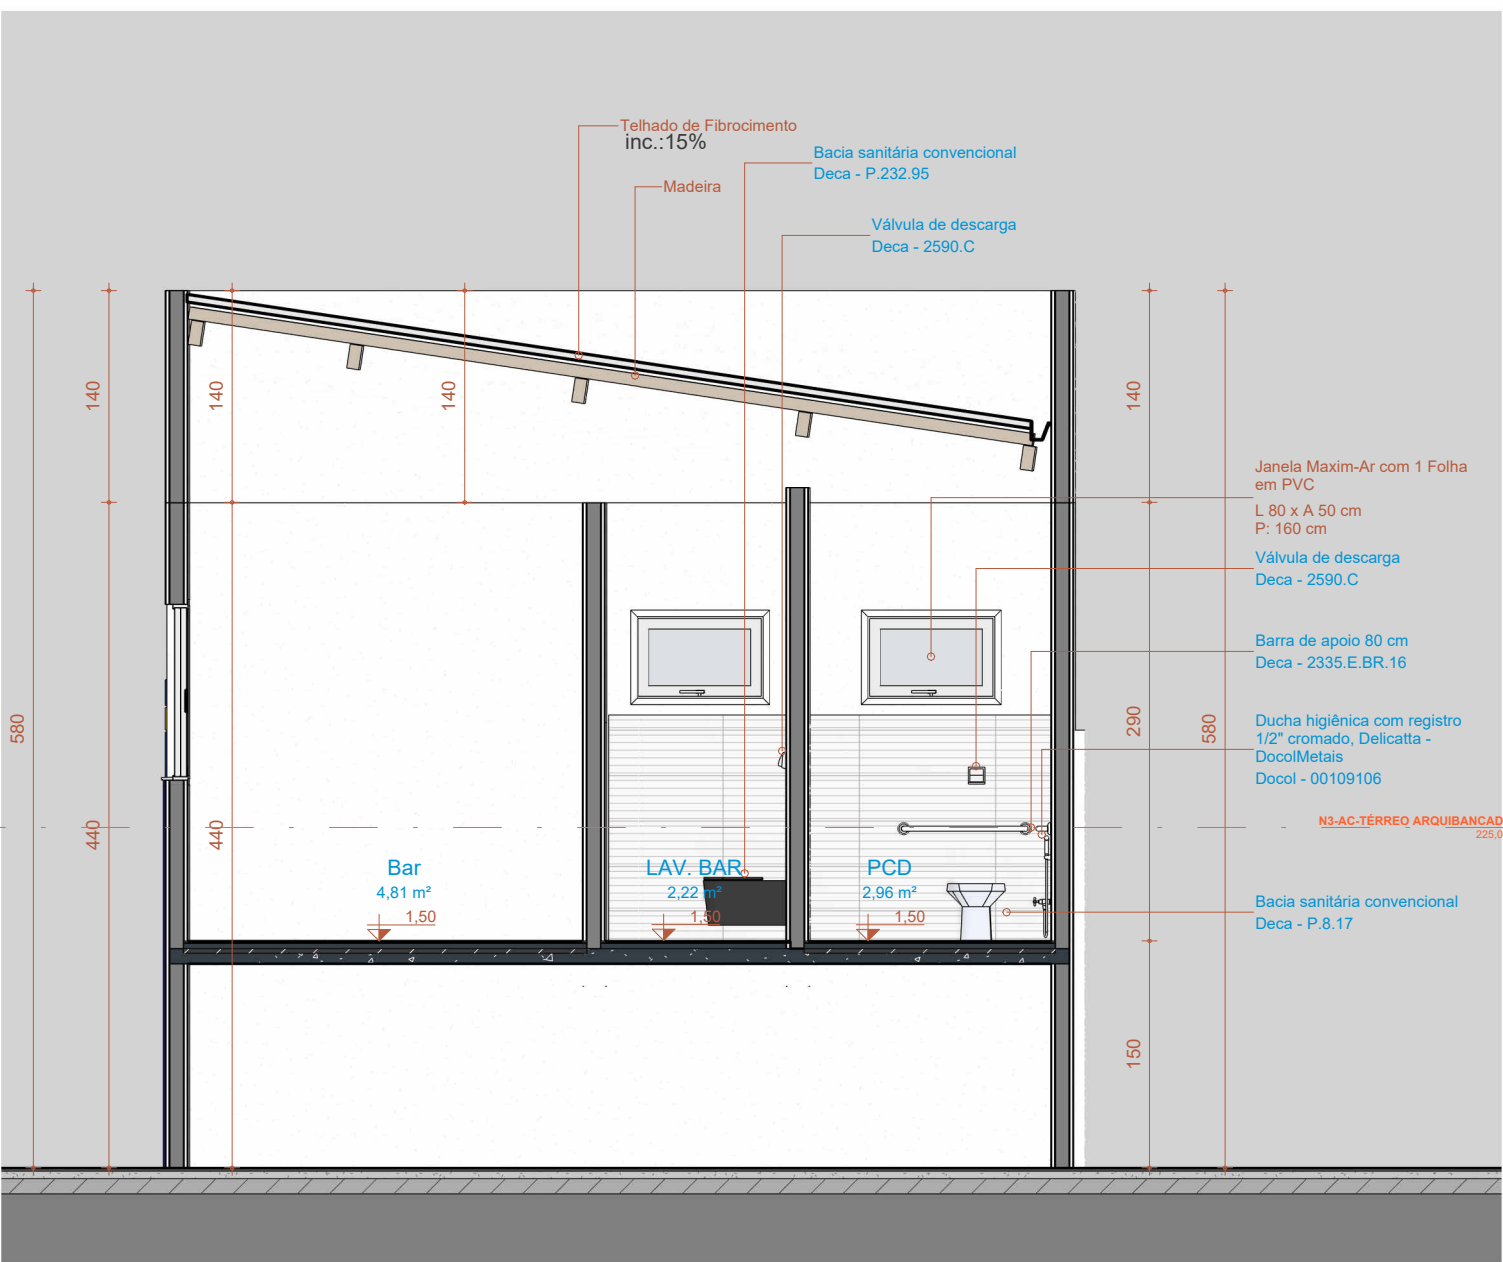 Telhado de Fibrocimento
inc.:15%
Bacia sanitária convencional
Deca - P.232.95
Madeira
Válvula de descarga
Deca - 2590.C
140
140
140
140
Janela Maxim-Ar com 1 Folha
em PVC
L 80 x A 50 cm
P: 160 cm
Válvula de descarga
Deca - 2590.C
Barra de apoio 80 cm
Deca - 2335.E.BR.16
580
290
580
Ducha higiênica com registro
1/2" cromado, Delicatta -
DocolMetais
Docol - 00109106
440
440
N3-AC-TÉRREO ARQUIBANCAD
225,0
Bar
4,81 m²
1,50
LAV. BAR
2,22 m²
1,50
PCD
2,96 m²
1,50
Bacia sanitária convencional
Deca - P.8.17
150